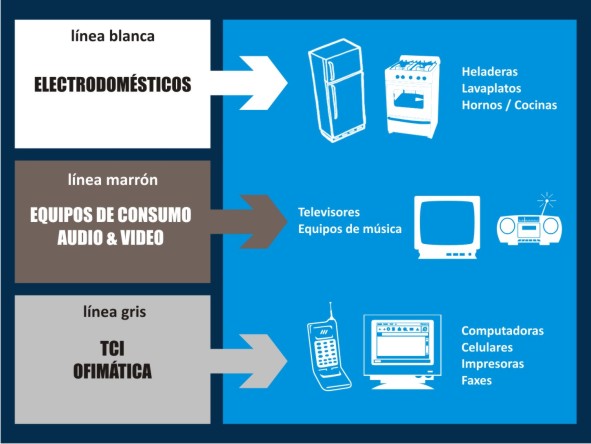 línea blanca
ELECTRODOMÉSTICOS
Heladeras
Lavaplatos
Hornos / Cocinas
línea marrón
EQUIPOS DE CONSUMO
AUDIO & VIDEO
Televisores
Equipos de música
línea gris
TCI
OFIMÁTICA
Computadoras
Celulares
Impresoras
Faxes